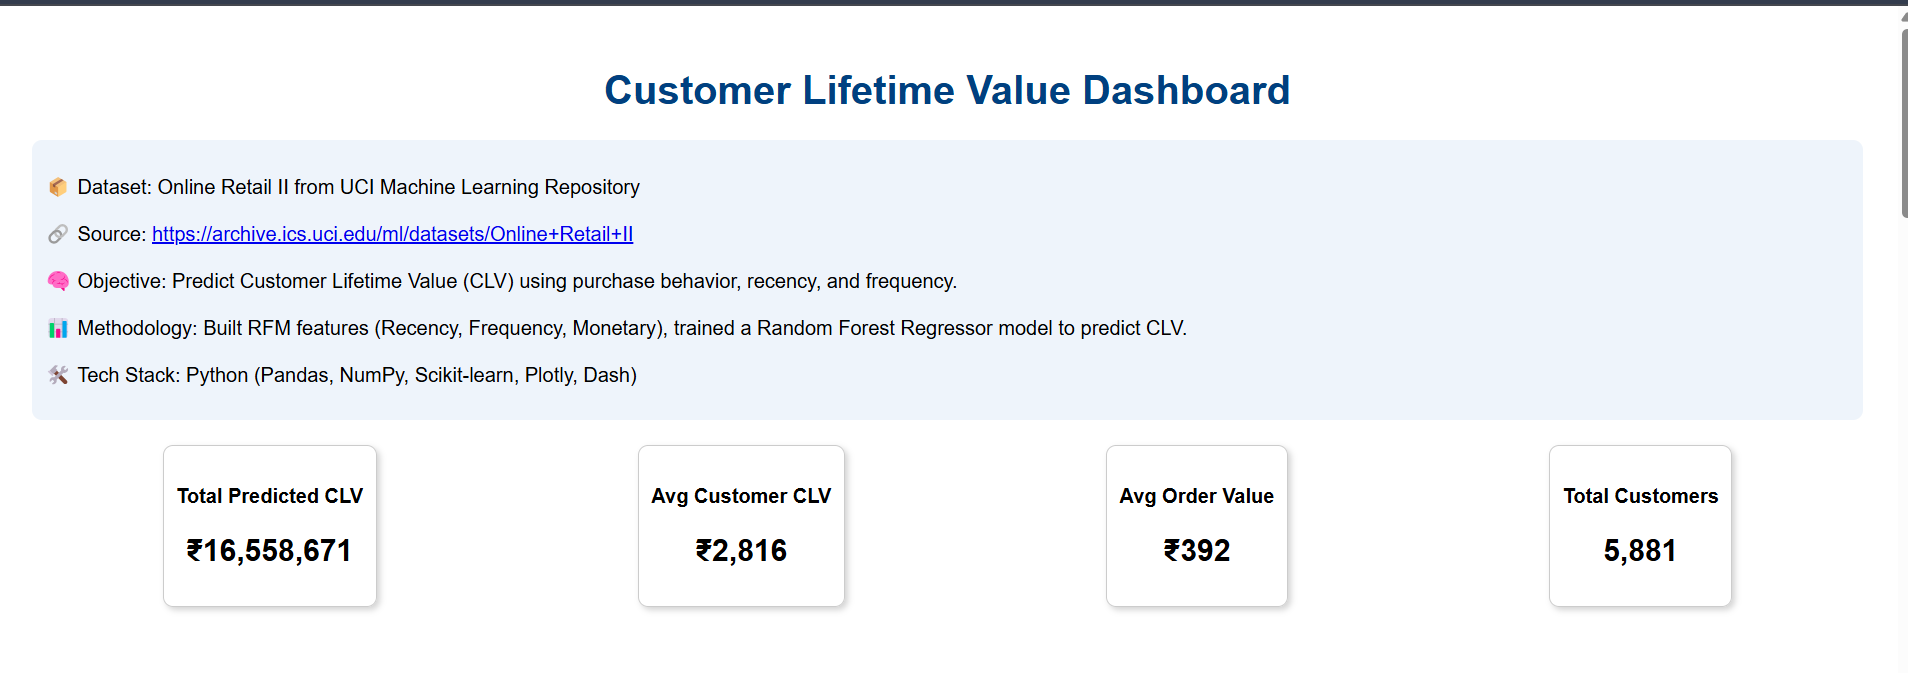 Customer Lifetime Value Dashboard
📦 Dataset: Online Retail II from UCI Machine Learning Repository
🔗 Source: https://archive.ics.uci.edu/ml/datasets/Online+Retail+II
🧠 Objective: Predict Customer Lifetime Value (CLV) using purchase behavior, recency, and frequency.
📊 Methodology: Built RFM features (Recency, Frequency, Monetary), trained a Random Forest Regressor model to predict CLV.
🛠 Tech Stack: Python (Pandas, NumPy, Scikit-learn, Plotly, Dash)
Total Predicted CLV
₹16,558,671
Avg Customer CLV
₹2,816
Avg Order Value
₹392
Total Customers
5,881